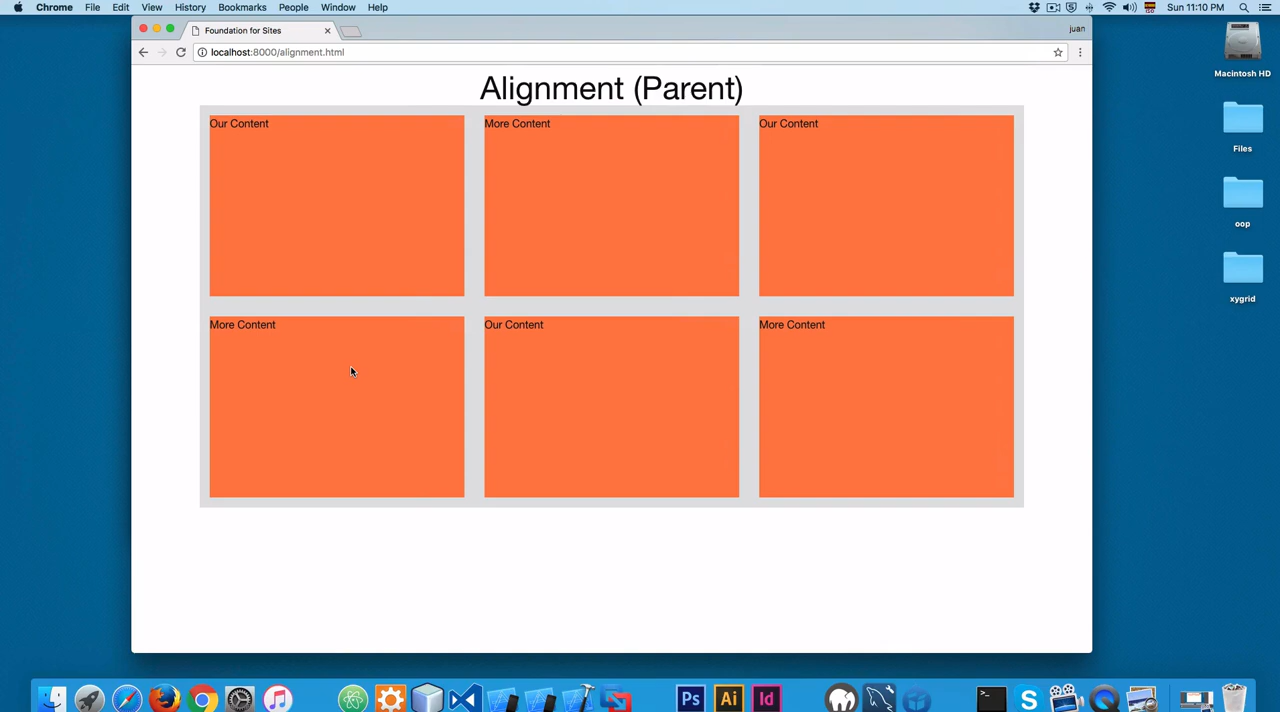 Chrome File Edit View History Bookmarks People Window Help Sun 11:10 PM
Foundation for Sites
juan
localhost:8000/alignment.html
Macintosh HD
Alignment (Parent)
Our Content More Content Our Content
Files
oop
xygrid
More Content Our Content More Content
Ps Ai Id